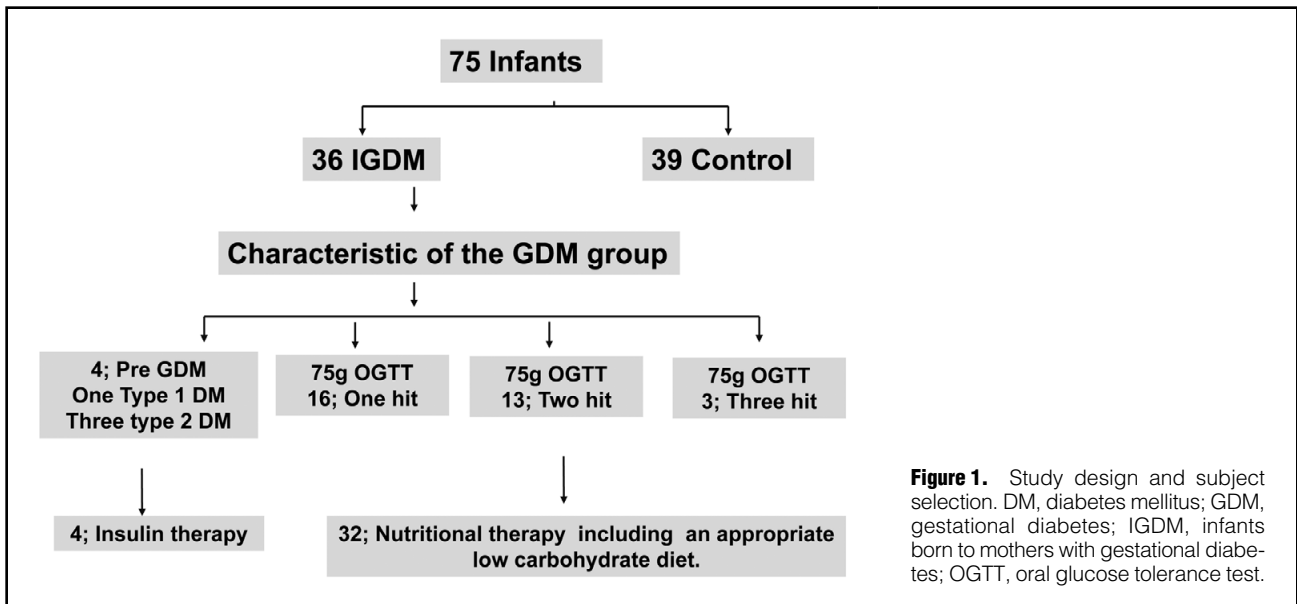 75 Infants
36 IGDM
39 Control
Characteristic of the GDM group
4; Pre GDM
One Type 1 DM
Three type 2 DM
75g OGTT
16; One hit
75g OGTT
13; Two hit
75g OGTT
3; Three hit
4; Insulin therapy
32; Nutritional therapy including an appropriate
low carbohydrate diet.
Figure 1. Study design and subject
selection. DM, diabetes mellitus; GDM,
gestational diabetes; IGDM, infants
born to mothers with gestational diabe-
tes; OGTT, oral glucose tolerance test.